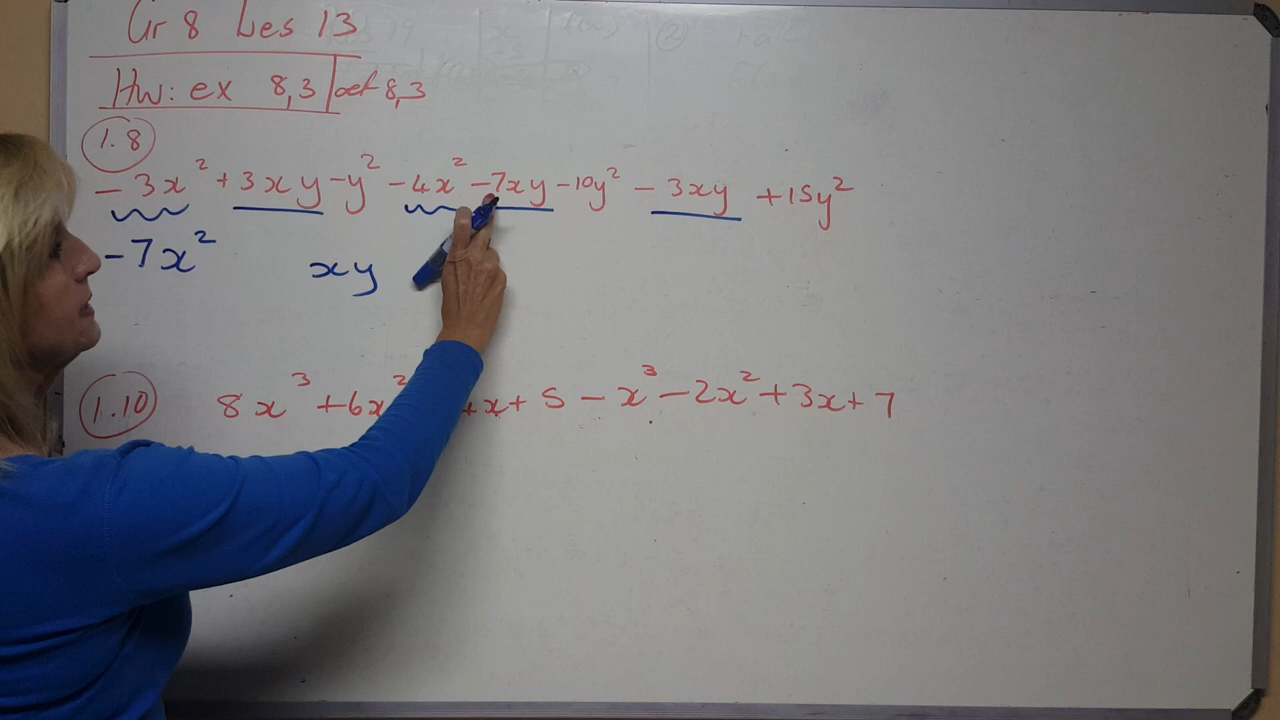 Gr 8 Les 13
Hw: ex 8,3 | oef 8,3
1.8
-3x² +3xy -y² -4x² -7xy -10y² -3xy +15y²
-7x² xy
1.10 8x³ +6x² +x + 5 - x³ - 2x² + 3x + 7